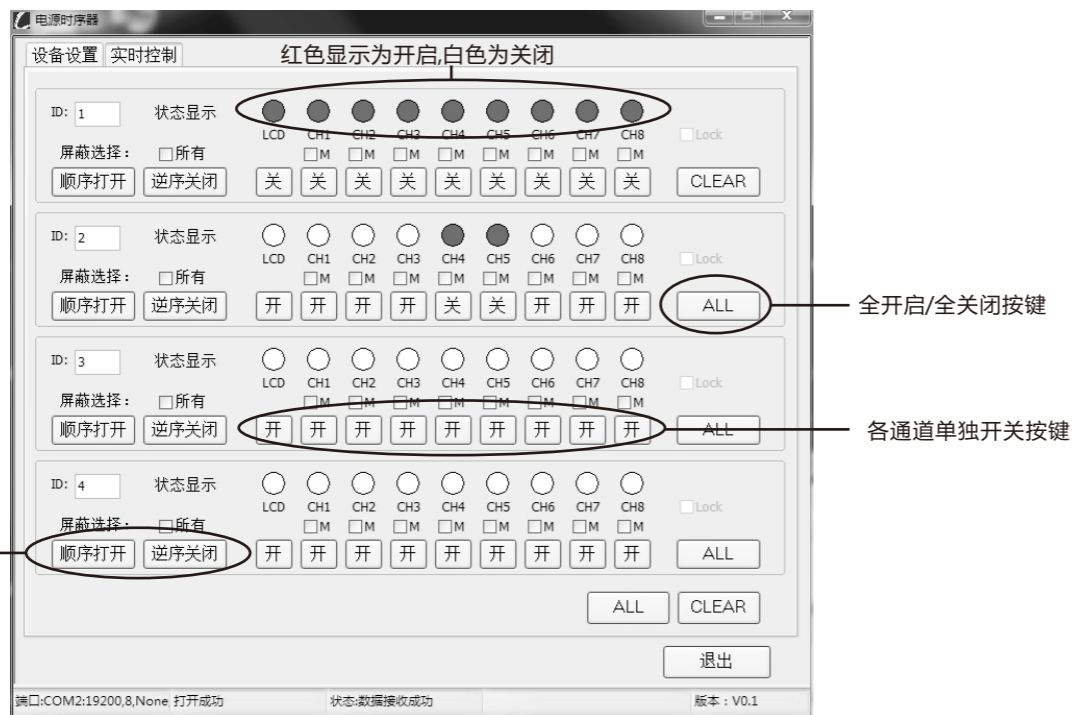 电源时序器
设备设置 实时控制
红色显示为开启,白色为关闭
ID: 1 状态显示
LCD CH1 CH2 CH3 CH4 CH5 CH6 CH7 CH8 Lock
屏蔽选择: 所有 M M M M M M M M
顺序打开 逆序关闭 关 关 关 关 关 关 关 关 关 CLEAR
ID: 2 状态显示
LCD CH1 CH2 CH3 CH4 CH5 CH6 CH7 CH8 Lock
屏蔽选择: 所有 M M M M M M M M
顺序打开 逆序关闭 开 开 开 开 关 关 开 开 开 ALL
全开启/全关闭按键
ID: 3 状态显示
LCD CH1 CH2 CH3 CH4 CH5 CH6 CH7 CH8 Lock
屏蔽选择: 所有 M M M M M M M M
顺序打开 逆序关闭 开 开 开 开 开 开 开 开 开 ALL
各通道单独开关按键
ID: 4 状态显示
LCD CH1 CH2 CH3 CH4 CH5 CH6 CH7 CH8 Lock
屏蔽选择: 所有 M M M M M M M M
顺序打开 逆序关闭 开 开 开 开 开 开 开 开 开 ALL
ALL CLEAR
退出
端口:COM2:19200,8,None 打开成功 状态:数据接收成功 版本:V0.1